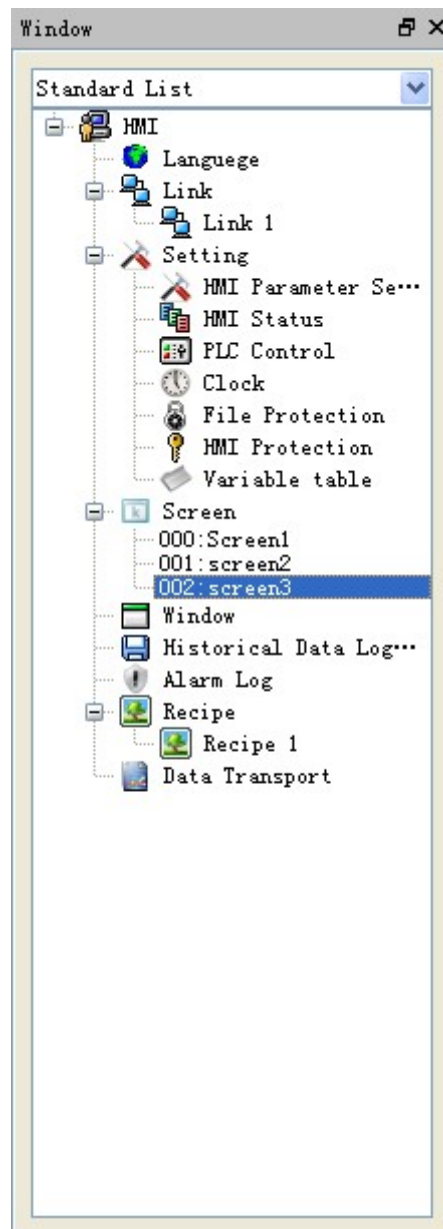 Window
Standard List
HMI
Languege
Link
Link 1
Setting
HMI Parameter Se···
HMI Status
PLC Control
Clock
File Protection
HMI Protection
Variable table
Screen
000:Screen1
001:screen2
002:screen3
Window
Historical Data Log···
Alarm Log
Recipe
Recipe 1
Data Transport